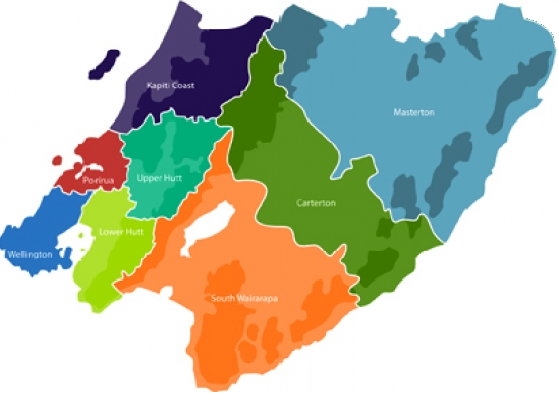 Kapiti Coast
Masterton
Porirua
Upper Hutt
Carterton
Lower Hutt
Wellington
South Wairarapa